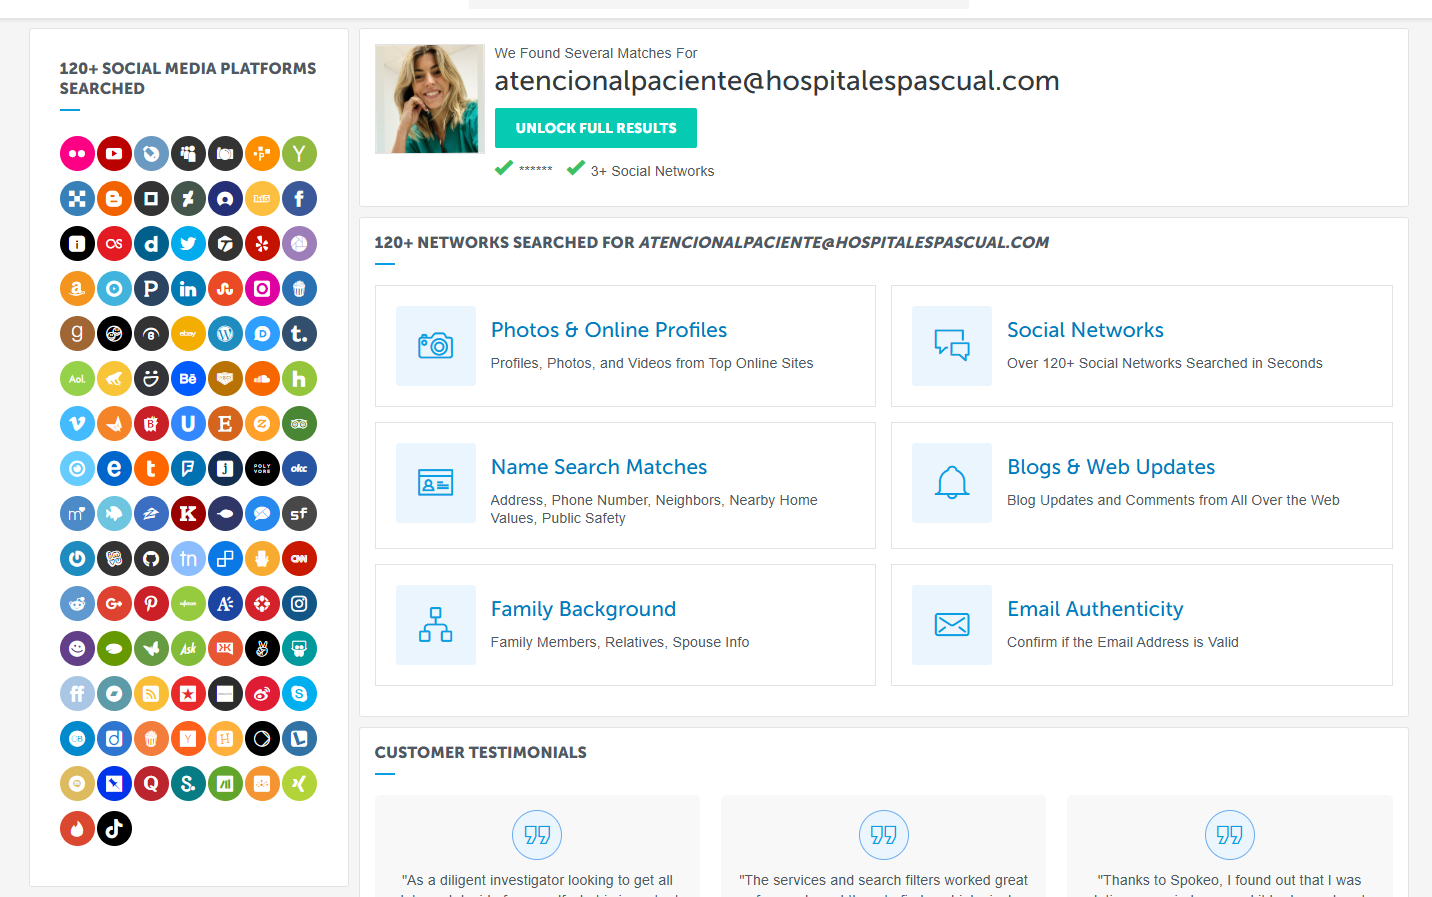 120+ SOCIAL MEDIA PLATFORMS
SEARCHED
We Found Several Matches For
atencionalpaciente@hospitalespascual.com
UNLOCK FULL RESULTS
****** 3+ Social Networks
120+ NETWORKS SEARCHED FOR ATENCIONALPACIENTE@HOSPITALESPASCUAL.COM
Photos & Online Profiles
Profiles, Photos, and Videos from Top Online Sites
Social Networks
Over 120+ Social Networks Searched in Seconds
Name Search Matches
Address, Phone Number, Neighbors, Nearby Home
Values, Public Safety
Blogs & Web Updates
Blog Updates and Comments from All Over the Web
Family Background
Family Members, Relatives, Spouse Info
Email Authenticity
Confirm if the Email Address is Valid
CUSTOMER TESTIMONIALS
"As a diligent investigator looking to get all
"The services and search filters worked great
"Thanks to Spokeo, I found out that I was